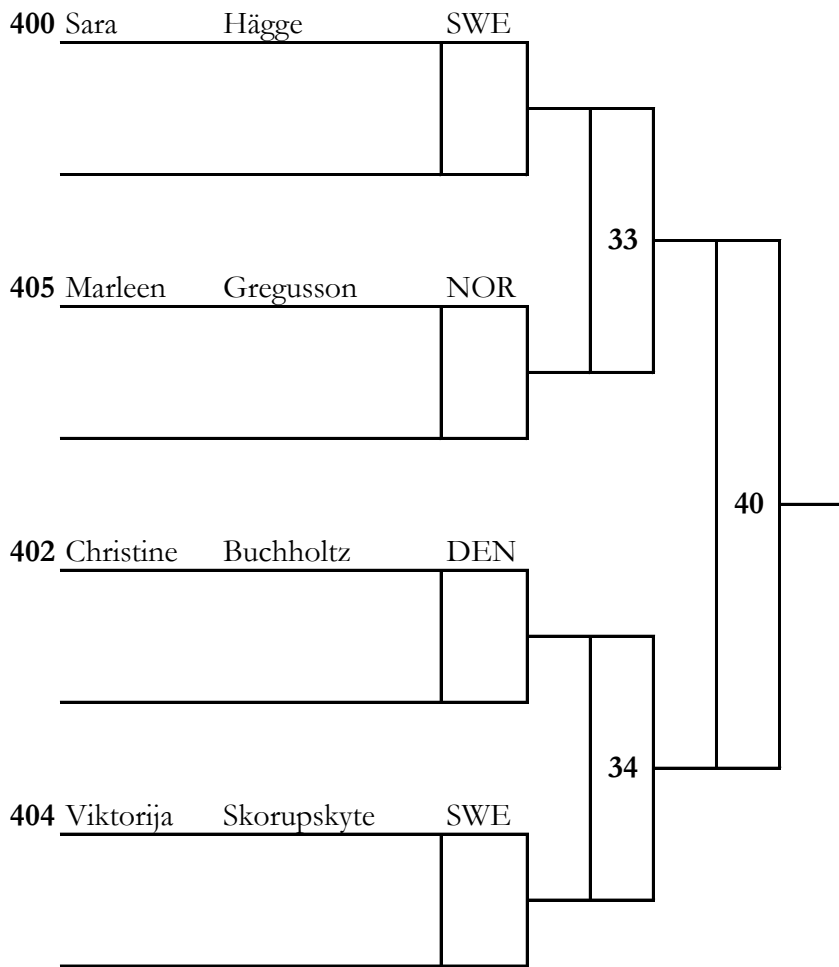 400 Sara Hägge SWE
33
405 Marleen Gregusson NOR
40
402 Christine Buchholtz DEN
34
404 Viktorija Skorupskyte SWE